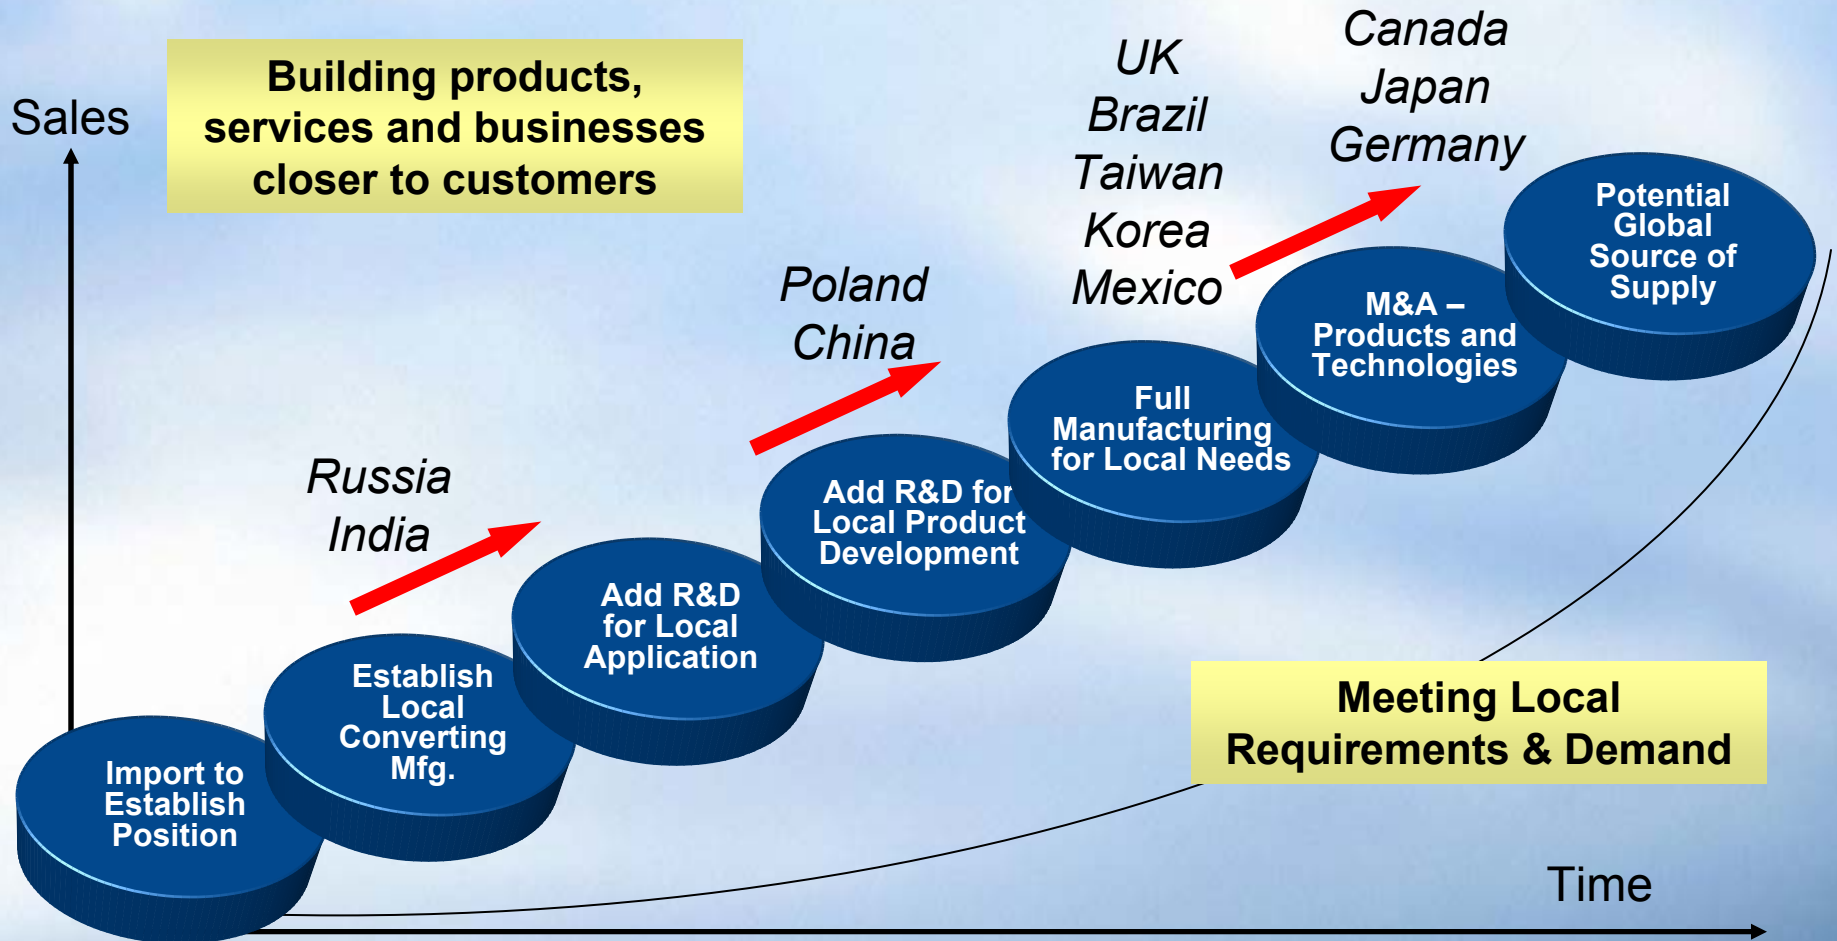 Sales
Building products,
services and businesses
closer to customers
UK
Brazil
Taiwan
Korea
Mexico
Canada
Japan
Germany
Poland
China
Russia
India
Import to
Establish
Position
Establish
Local
Converting
Mfg.
Add R&D
for Local
Application
Add R&D for
Local Product
Development
Full
Manufacturing
for Local Needs
M&A –
Products and
Technologies
Potential
Global
Source of
Supply
Meeting Local
Requirements & Demand
Time